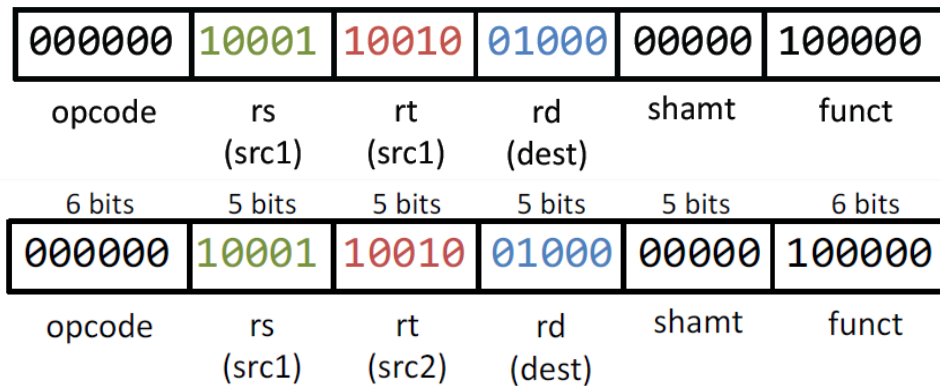 000000 10001 10010 01000 00000 100000
opcode rs rt rd shamt funct
(src1) (src1) (dest)
6 bits 5 bits 5 bits 5 bits 5 bits 6 bits
000000 10001 10010 01000 00000 100000
opcode rs rt rd shamt funct
(src1) (src2) (dest)